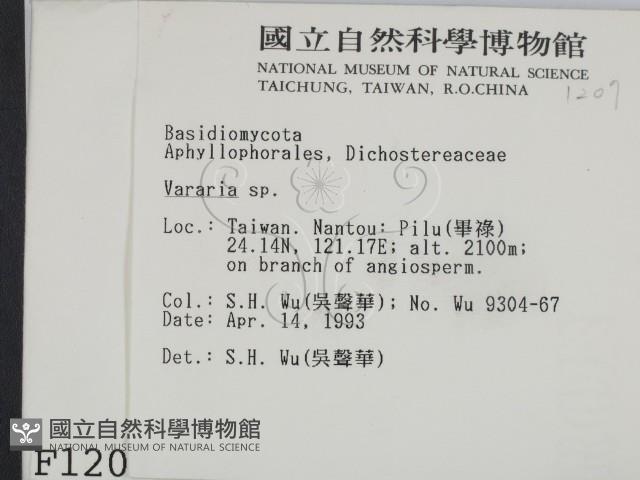 國立自然科學博物館
NATIONAL MUSEUM OF NATURAL SCIENCE
TAICHUNG, TAIWAN, R.O.CHINA
1207
Basidiomycota
Aphyllophorales, Dichostereaceae
Vararia sp.
Loc.: Taiwan. Nantou: Pilu(畢祿)
24.14N, 121.17E; alt. 2100m;
on branch of angiosperm.
Col.: S.H. Wu(吳聲華); No. Wu 9304-67
Date: Apr. 14, 1993
Det.: S.H. Wu(吳聲華)
國立自然科學博物館
NATIONAL MUSEUM OF NATURAL SCIENCE
F120